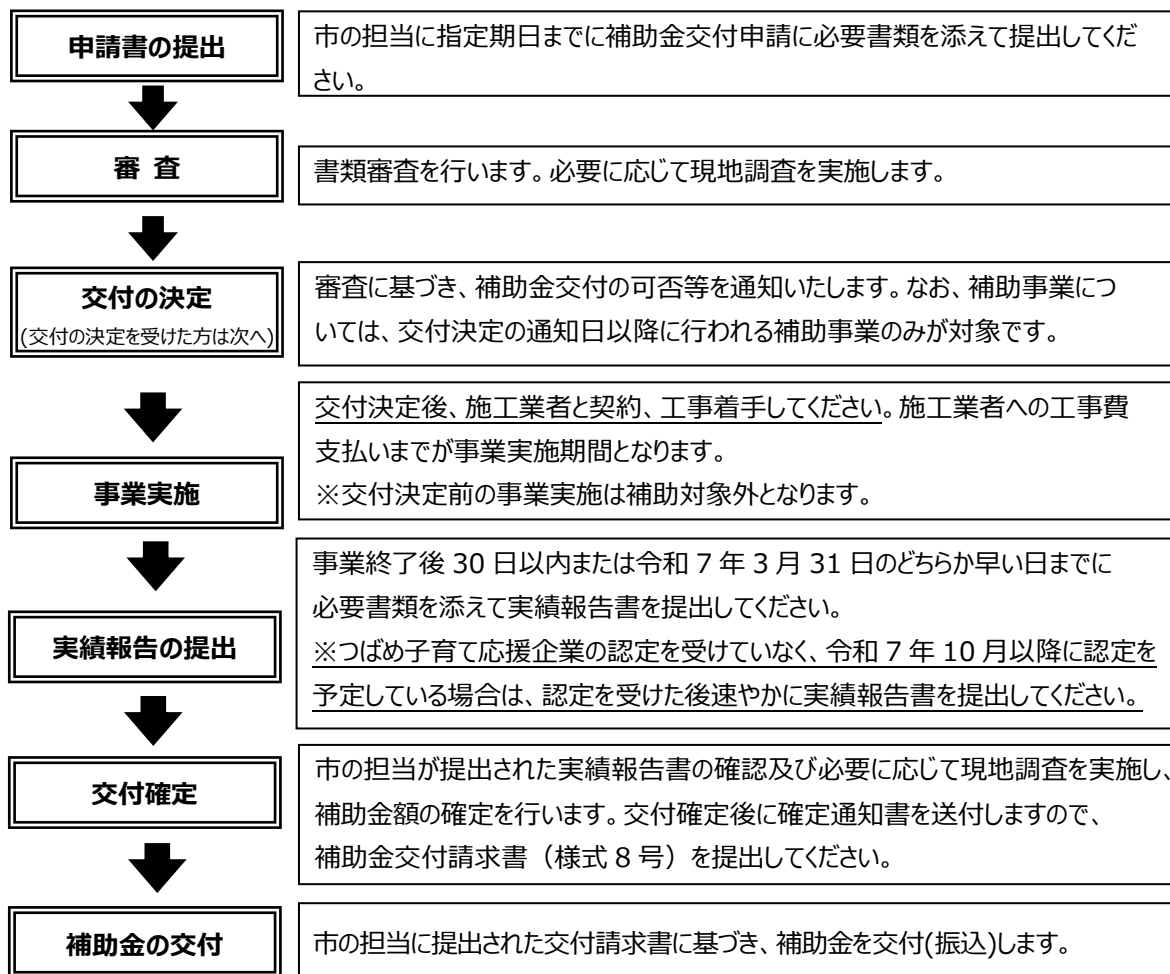 申請書の提出
市の担当に指定期日までに補助金交付申請に必要書類を添えて提出してくだ
さい。
審 査
書類審査を行います。必要に応じて現地調査を実施します。
交付の決定
(交付の決定を受けた方は次へ)
審査に基づき、補助金交付の可否等を通知いたします。なお、補助事業につ
いては、交付決定の通知日以降に行われる補助事業のみが対象です。
事業実施
交付決定後、施工業者と契約、工事着手してください。施工業者への工事費
支払いまでが事業実施期間となります。
※交付決定前の事業実施は補助対象外となります。
実績報告の提出
事業終了後 30 日以内または令和 7 年 3 月 31 日のどちらか早い日までに
必要書類を添えて実績報告書を提出してください。
※つばめ子育て応援企業の認定を受けていなく、令和 7 年 10 月以降に認定を
予定している場合は、認定を受けた後速やかに実績報告書を提出してください。
交付確定
市の担当が提出された実績報告書の確認及び必要に応じて現地調査を実施し、
補助金額の確定を行います。交付確定後に確定通知書を送付しますので、
補助金交付請求書（様式 8 号）を提出してください。
補助金の交付
市の担当に提出された交付請求書に基づき、補助金を交付(振込)します。